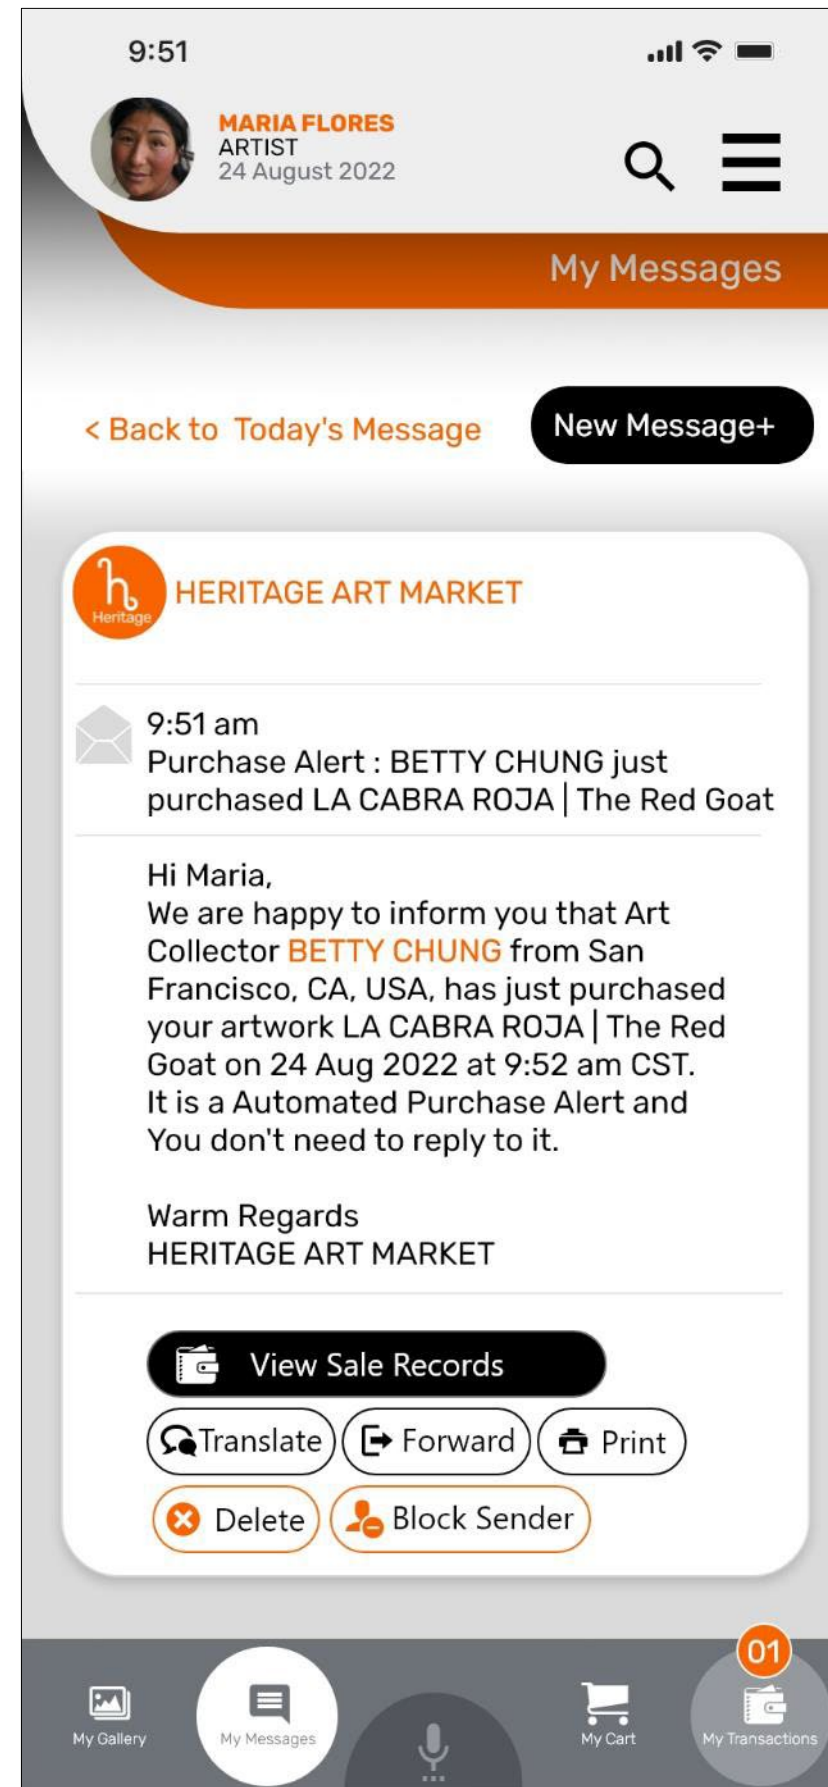 9:51
MARIA FLORES
ARTIST
24 August 2022
My Messages
< Back to Today's Message
New Message+
h
Heritage
HERITAGE ART MARKET
9:51 am
Purchase Alert : BETTY CHUNG just
purchased LA CABRA ROJA | The Red Goat
Hi Maria,
We are happy to inform you that Art
Collector BETTY CHUNG from San
Francisco, CA, USA, has just purchased
your artwork LA CABRA ROJA | The Red
Goat on 24 Aug 2022 at 9:52 am CST.
It is a Automated Purchase Alert and
You don't need to reply to it.
Warm Regards
HERITAGE ART MARKET
View Sale Records
Translate
Forward
Print
Delete
Block Sender
01
My Gallery
My Messages
My Cart
My Transactions